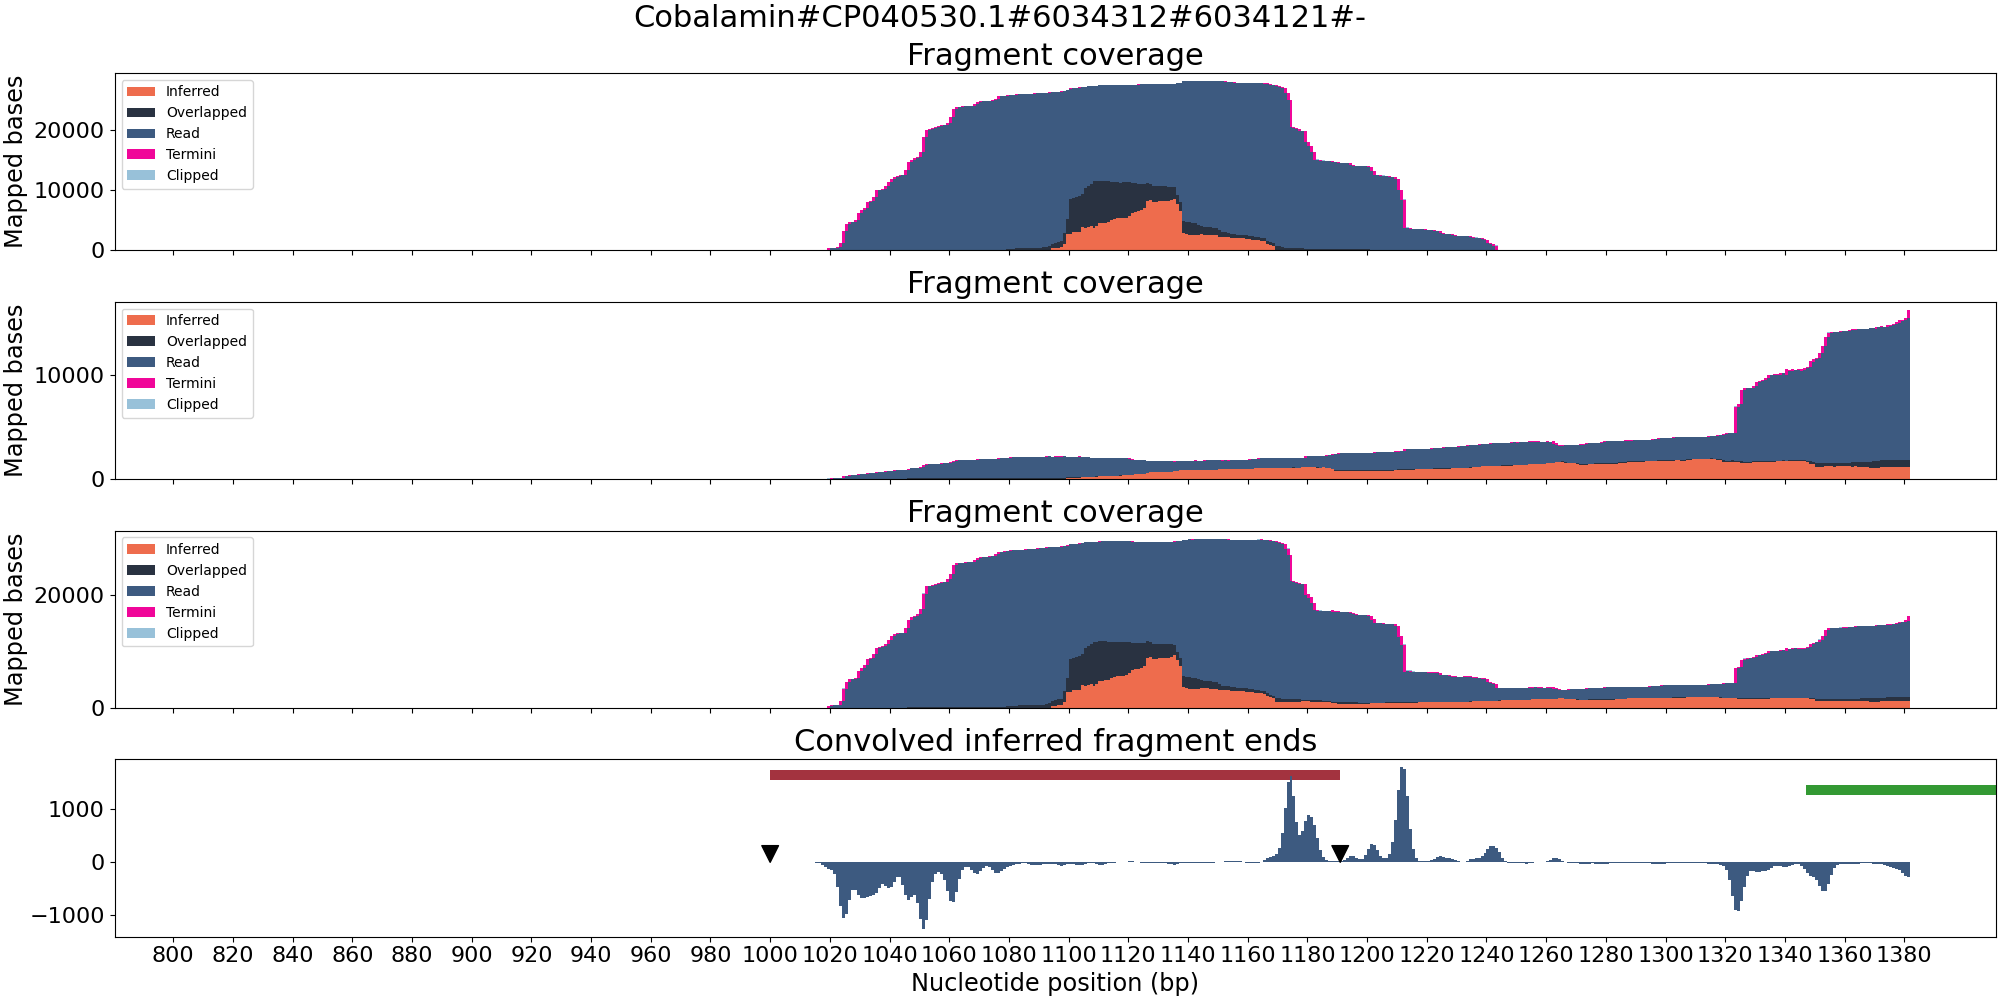 Cobalamin#CP040530.1#6034312#6034121#-
Fragment coverage
Mapped bases
20000
10000
0
Inferred
Overlapped
Read
Termini
Clipped
Fragment coverage
Mapped bases
10000
0
Inferred
Overlapped
Read
Termini
Clipped
Fragment coverage
Mapped bases
20000
0
Inferred
Overlapped
Read
Termini
Clipped
Convolved inferred fragment ends
1000
0
−1000
800 820 840 860 880 900 920 940 960 980 1000 1020 1040 1060 1080 1100 1120 1140 1160 1180 1200 1220 1240 1260 1280 1300 1320 1340 1360 1380
Nucleotide position (bp)